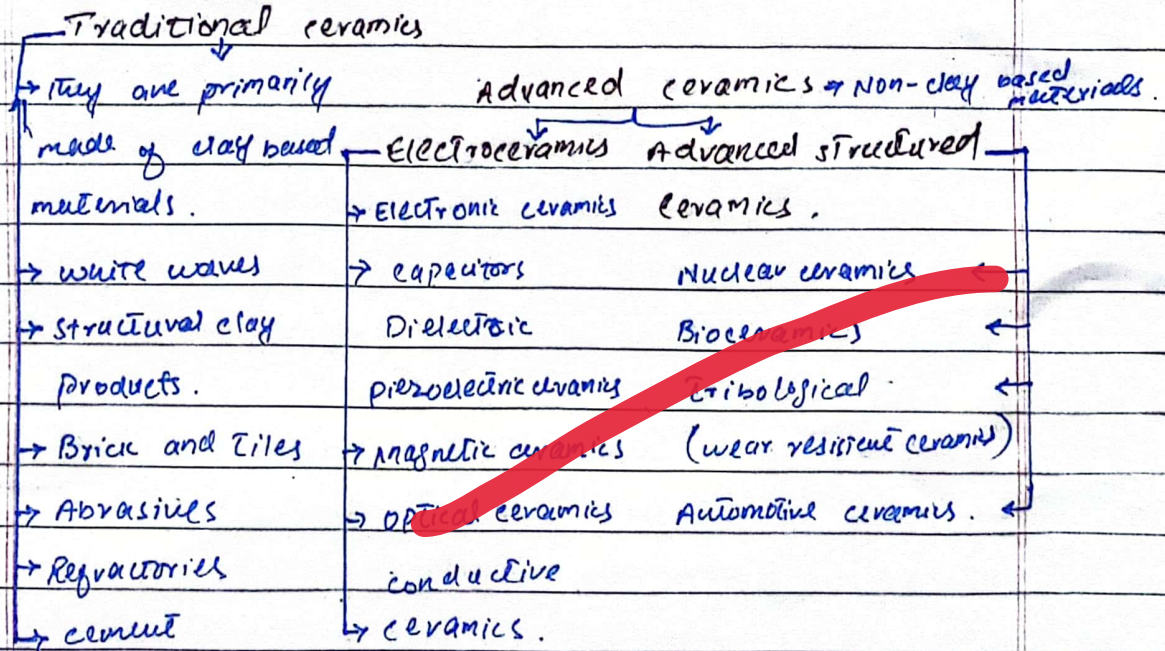 Traditional ceramics
They are primarily
made of clay based
materials.
white waves
structural clay
products.
Brick and Tiles
Abrasives
Refractories
cement
Advanced ceramics Non-clay based
materials.
Electroceramics Advanced structured
ceramics.
Electronic ceramics
capacitors
Dielectric
piezoelectric ceramics
magnetic ceramics
optical ceramics
conductive
ceramics.
Nuclear ceramics
Bioceramics
Tribological
(wear resistent ceramics)
Automotive ceramics.